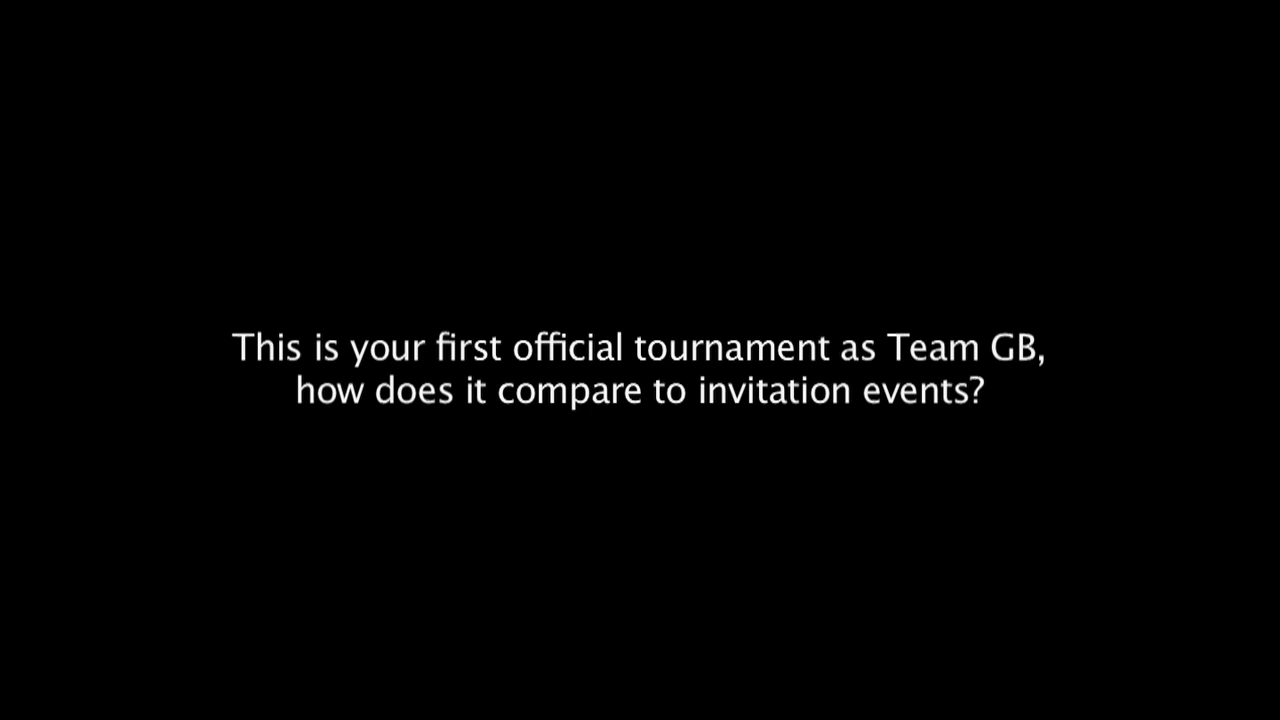 This is your first official tournament as Team GB,
how does it compare to invitation events?